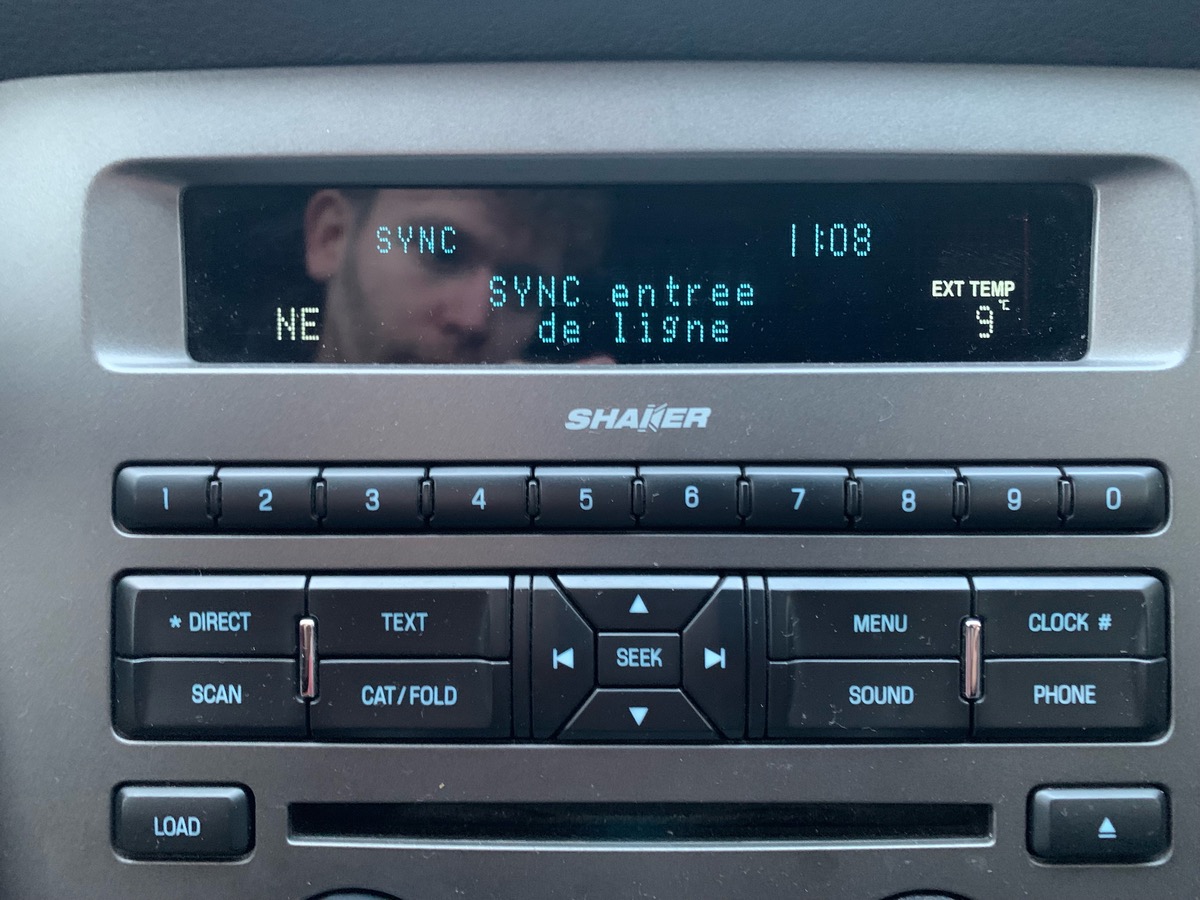 SYNC 11:08
SYNC entree
EXT TEMP
NE de ligne 9°C
SHAKER
1 2 3 4 5 6 7 8 9 0
* DIRECT TEXT MENU CLOCK #
SEEK
SCAN CAT/FOLD SOUND PHONE
LOAD